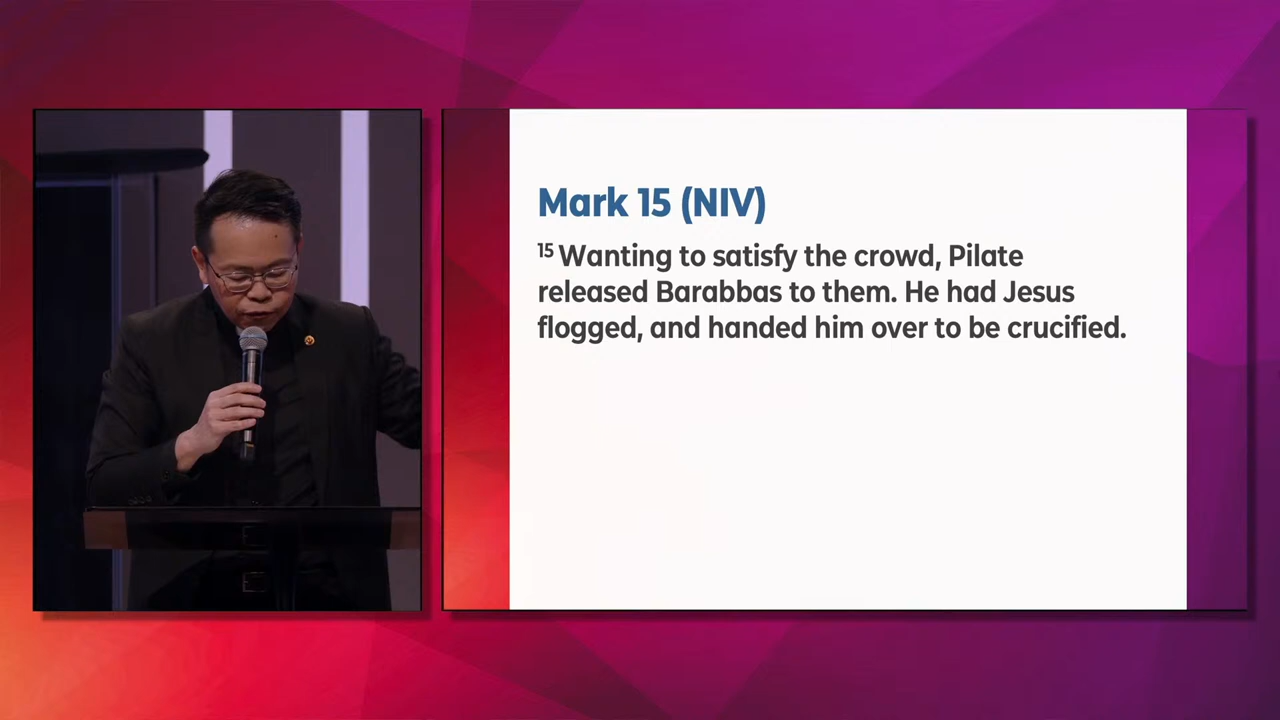 Mark 15 (NIV)
15 Wanting to satisfy the crowd, Pilate
released Barabbas to them. He had Jesus
flogged, and handed him over to be crucified.